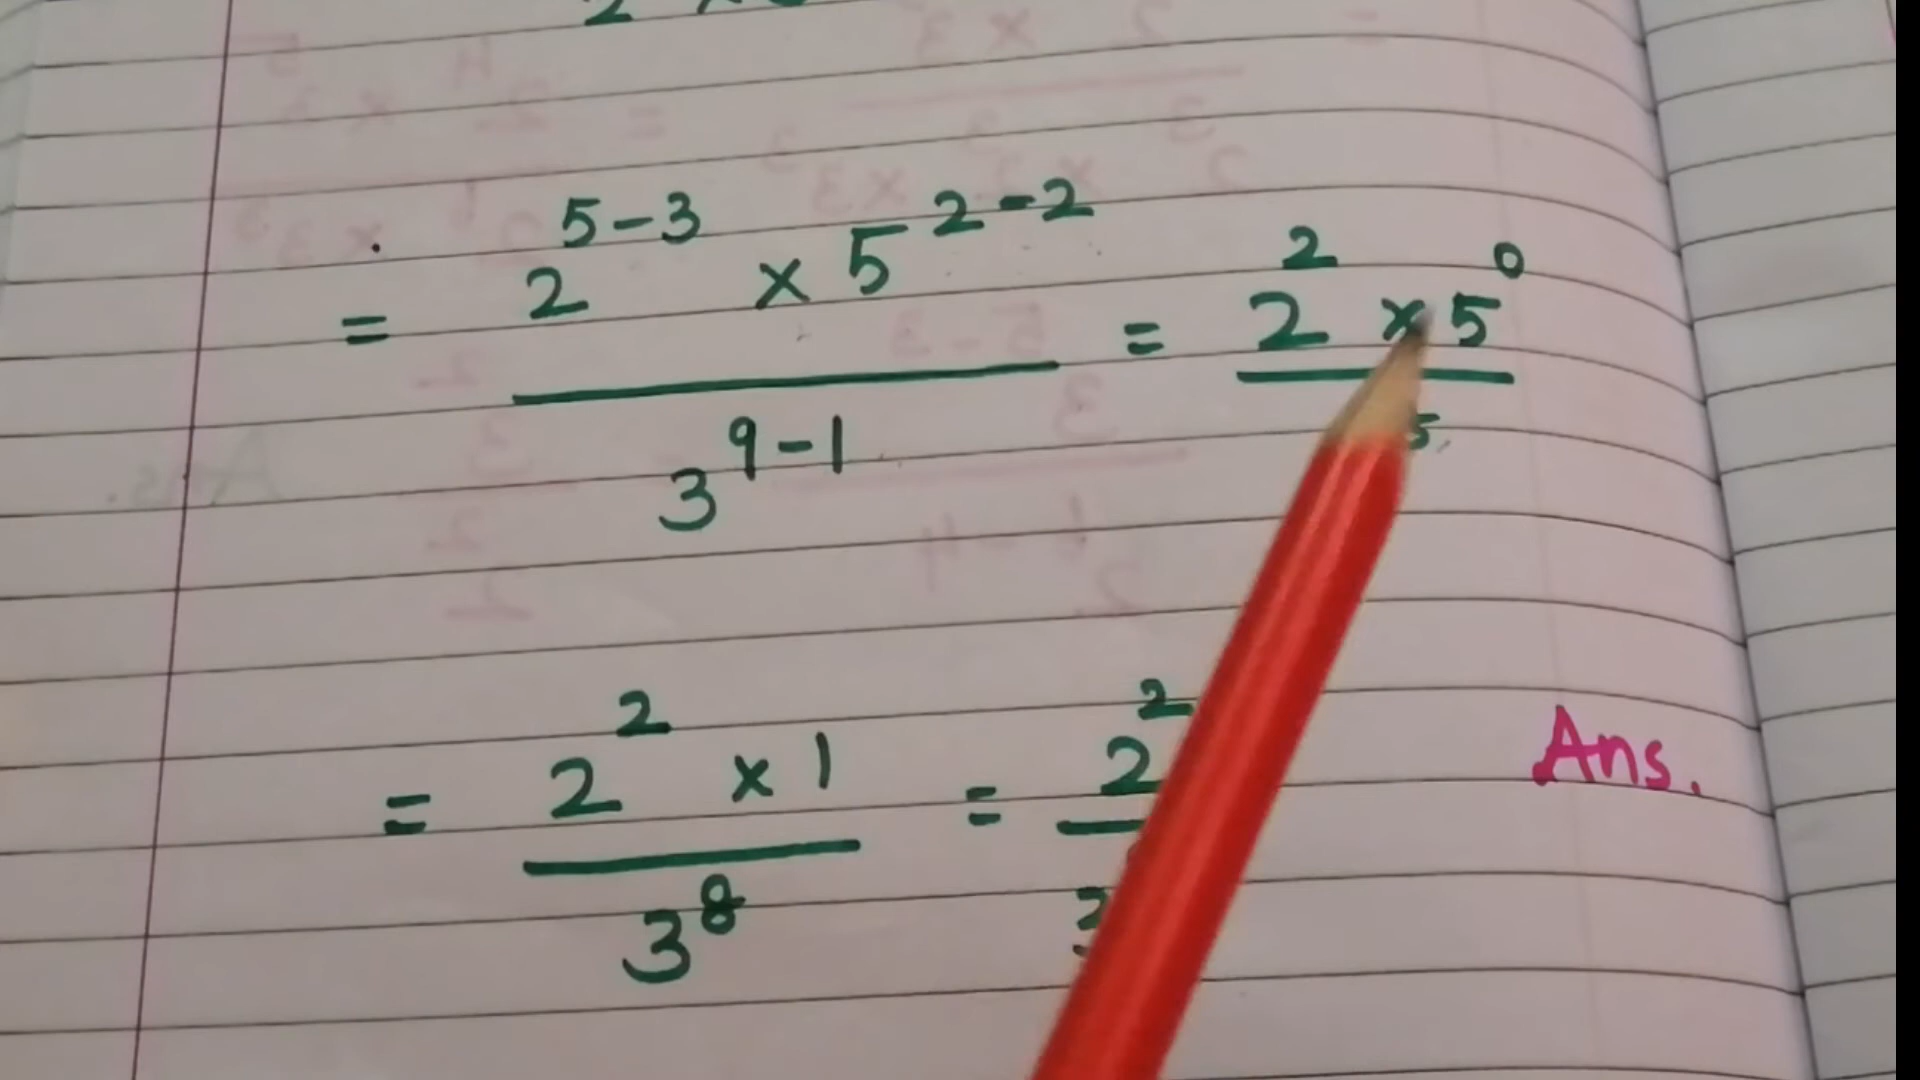 = 2^{5-3} × 5^{2-2} / 3^{9-1} = 2^2 × 5^0 /
= 2^2 × 1 / 3^8 = 2^2 / 3
Ans.